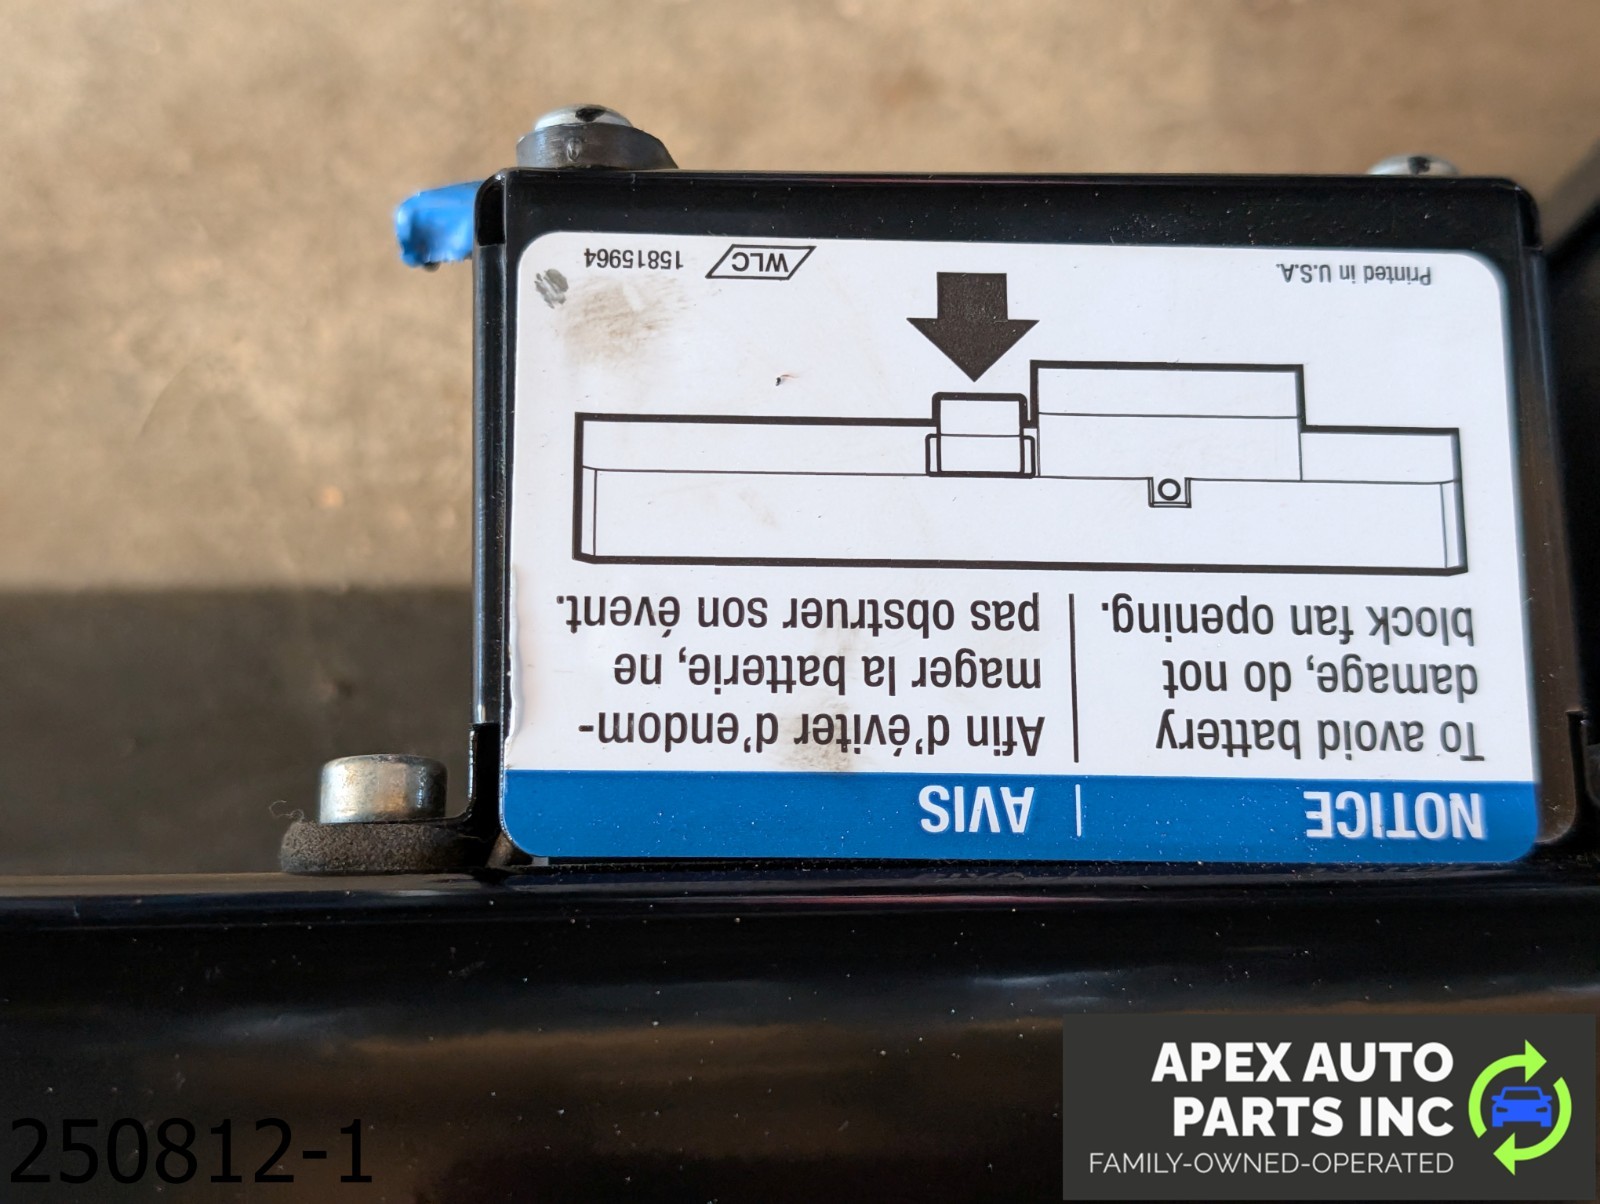 NOTICE | AVIS
To avoid battery
damage, do not
block fan opening.
Afin d'éviter d'endom-
mager la batterie, ne
pas obstruer son évent.
Printed in U.S.A.
WLC
15815964
APEX AUTO
PARTS INC
FAMILY-OWNED-OPERATED
250812-1